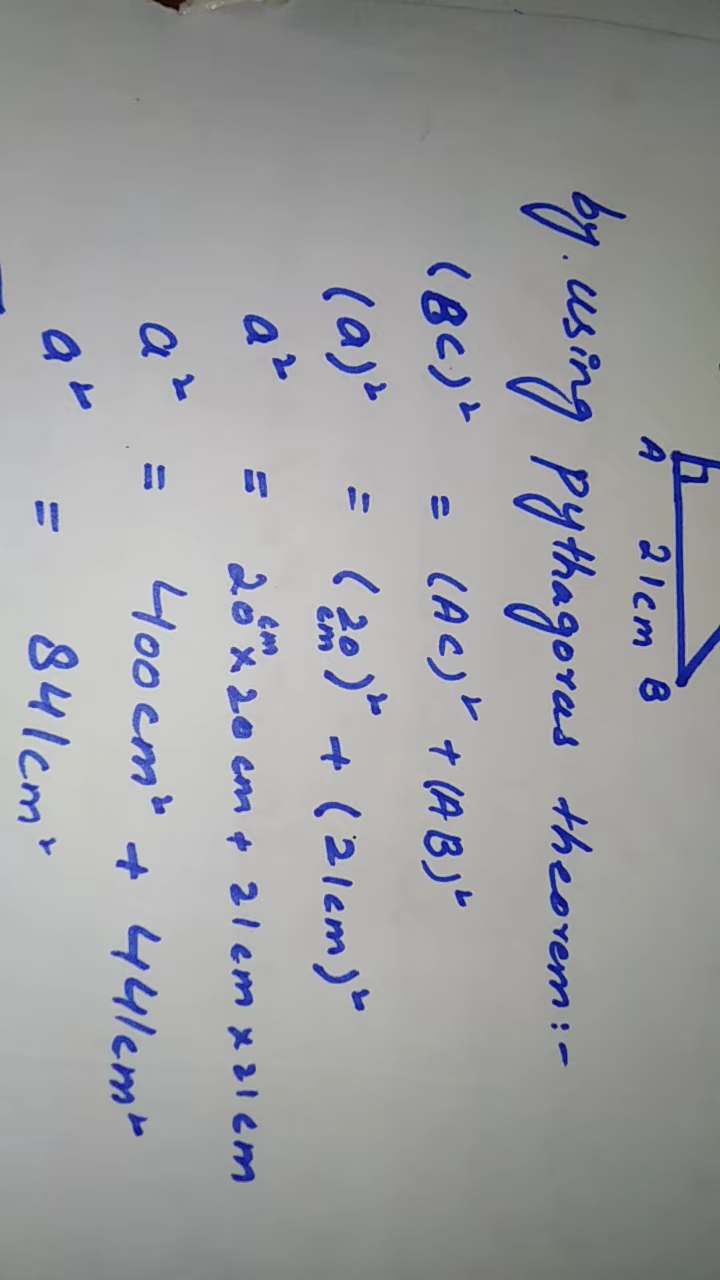 A 21cm B
by. using Pythagoras theorem:-
(BC)² = (AC)² + (AB)²
(a)² = (20cm)² + (21cm)²
a² = 20cm × 20cm + 21cm × 21cm
a² = 400cm² + 441cm²
a² = 841cm²